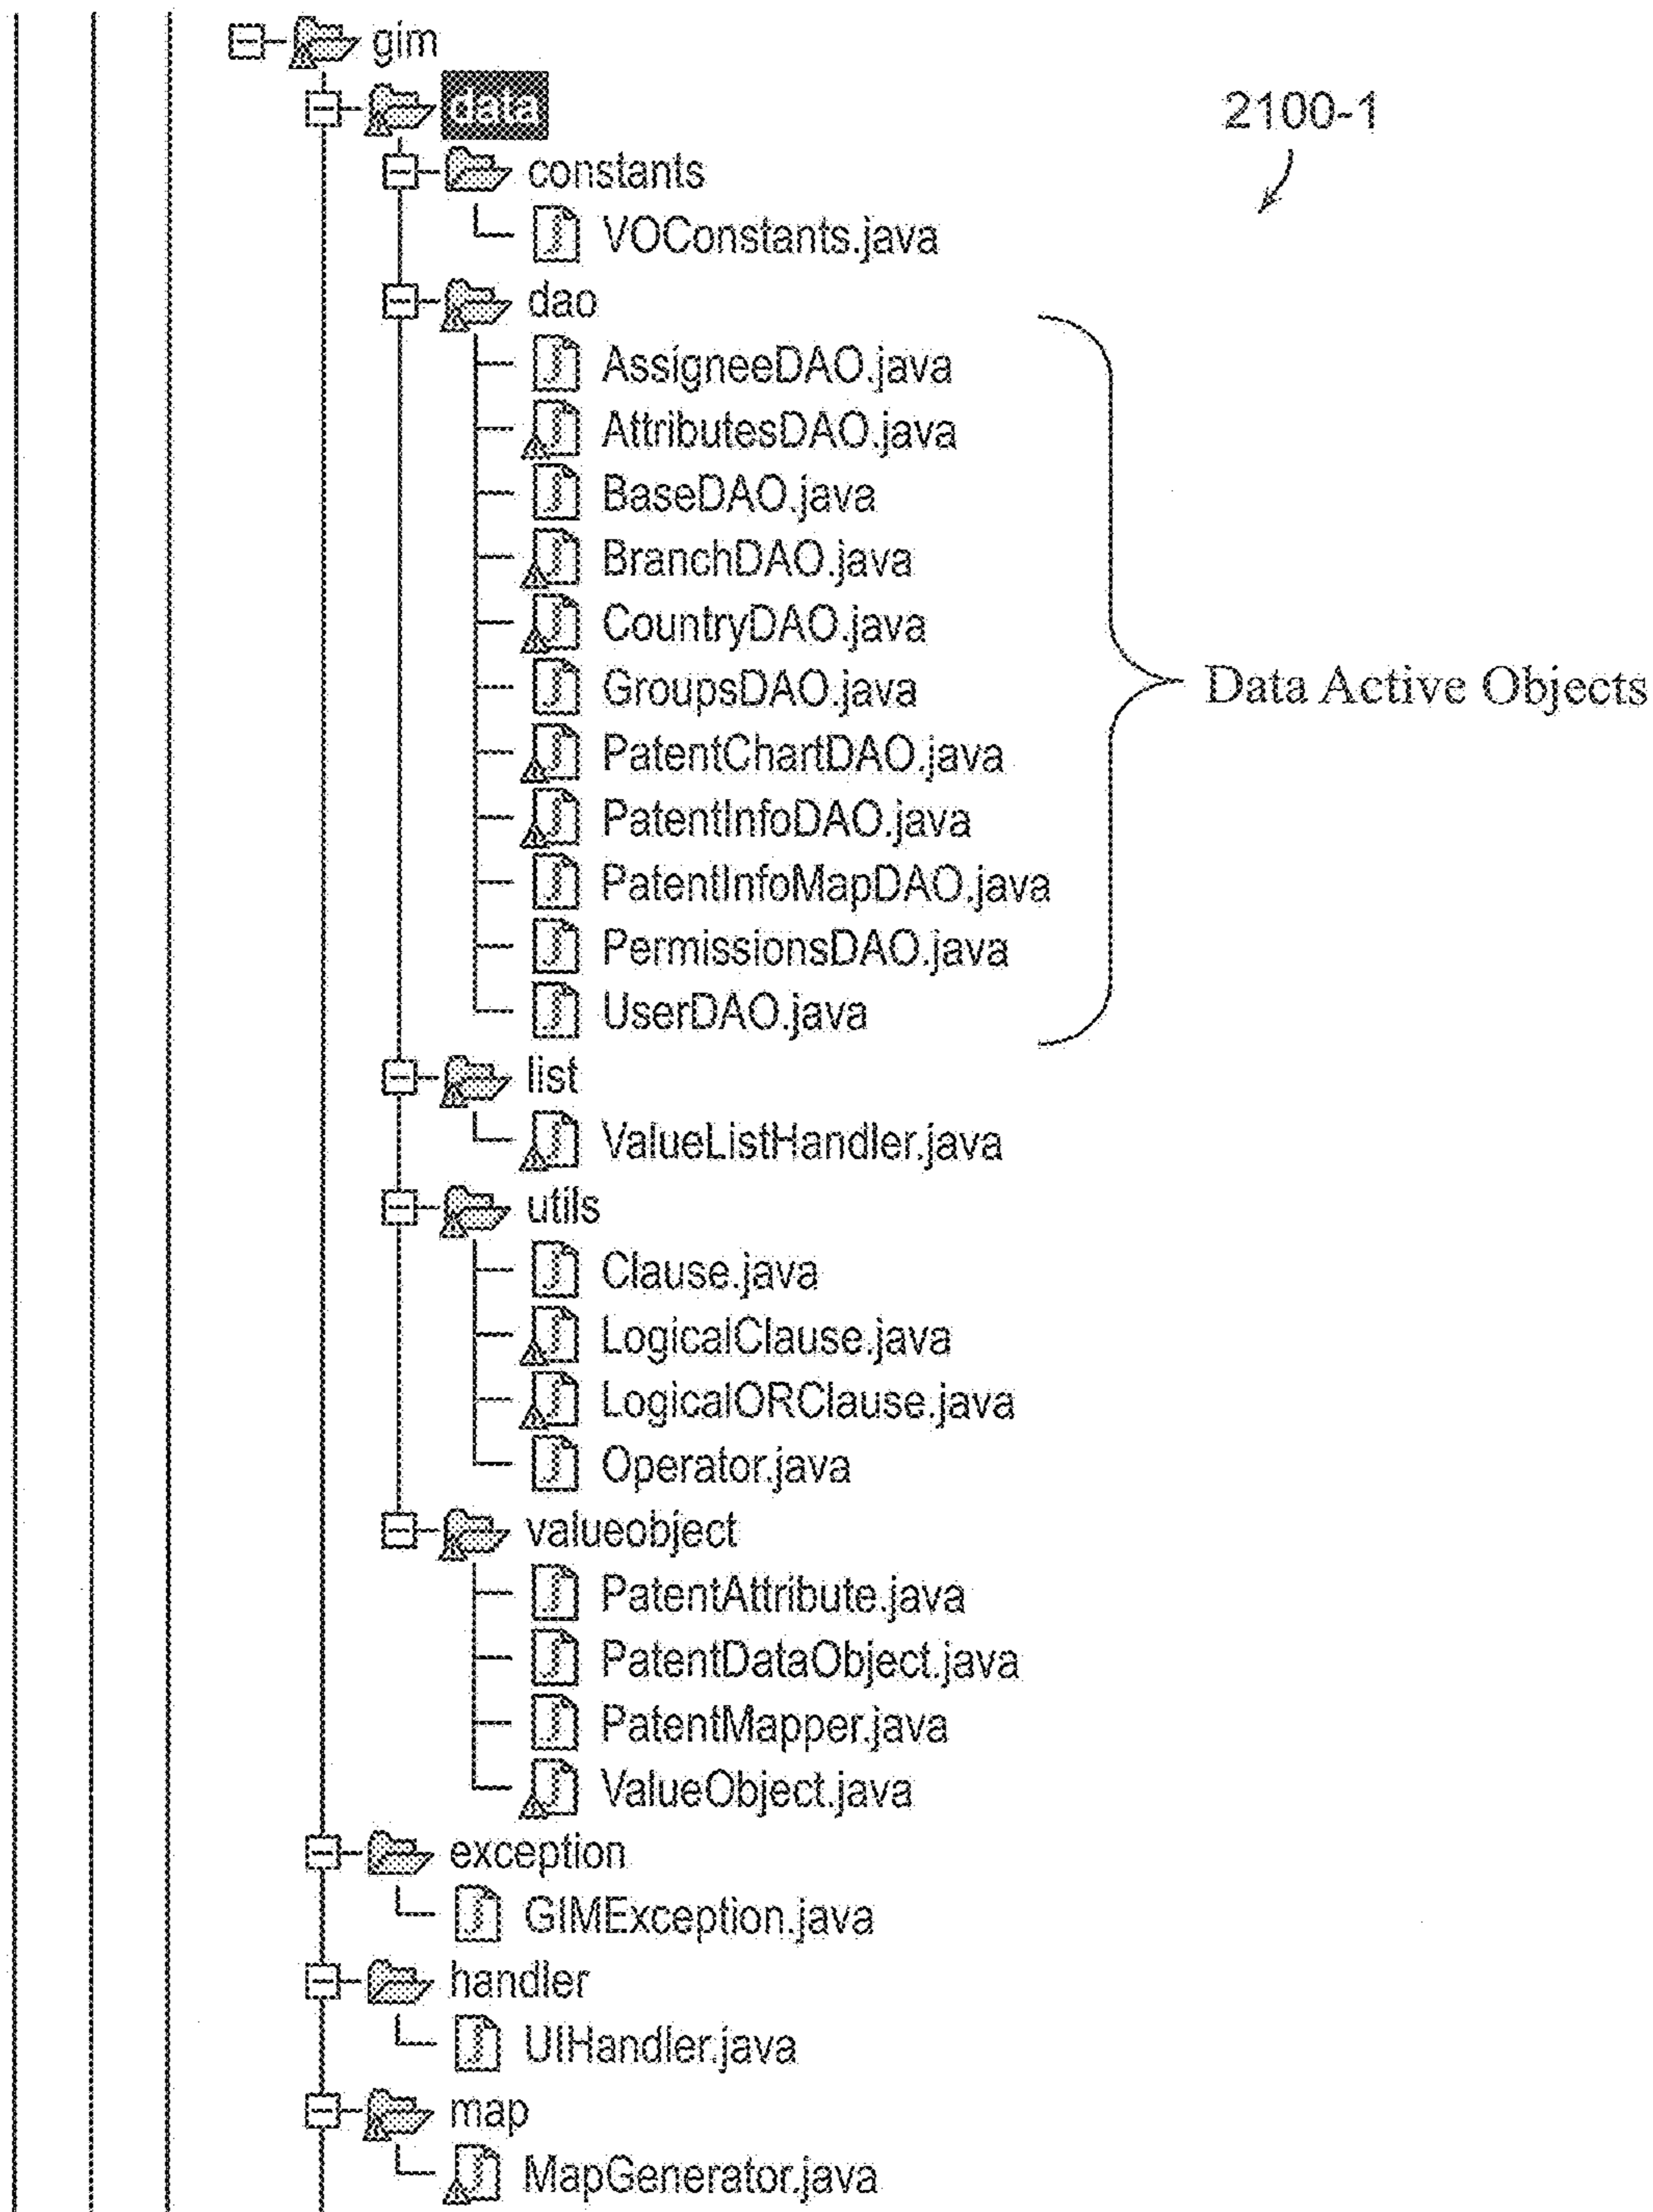 gim
data
2100-1
constants
VOConstants.java
dao
AssigneeDAO.java
AttributesDAO.java
BaseDAO.java
BranchDAO.java
CountryDAO.java
GroupsDAO.java
Data Active Objects
PatentChartDAO.java
PatentInfoDAO.java
PatentInfoMapDAO.java
PermissionsDAO.java
UserDAO.java
list
ValueListHandler.java
utils
Clause.java
LogicalClause.java
LogicalORClause.java
Operator.java
valueobject
PatentAttribute.java
PatentDataObject.java
PatentMapper.java
ValueObject.java
exception
GIMException.java
handler
UIHandler.java
map
MapGenerator.java